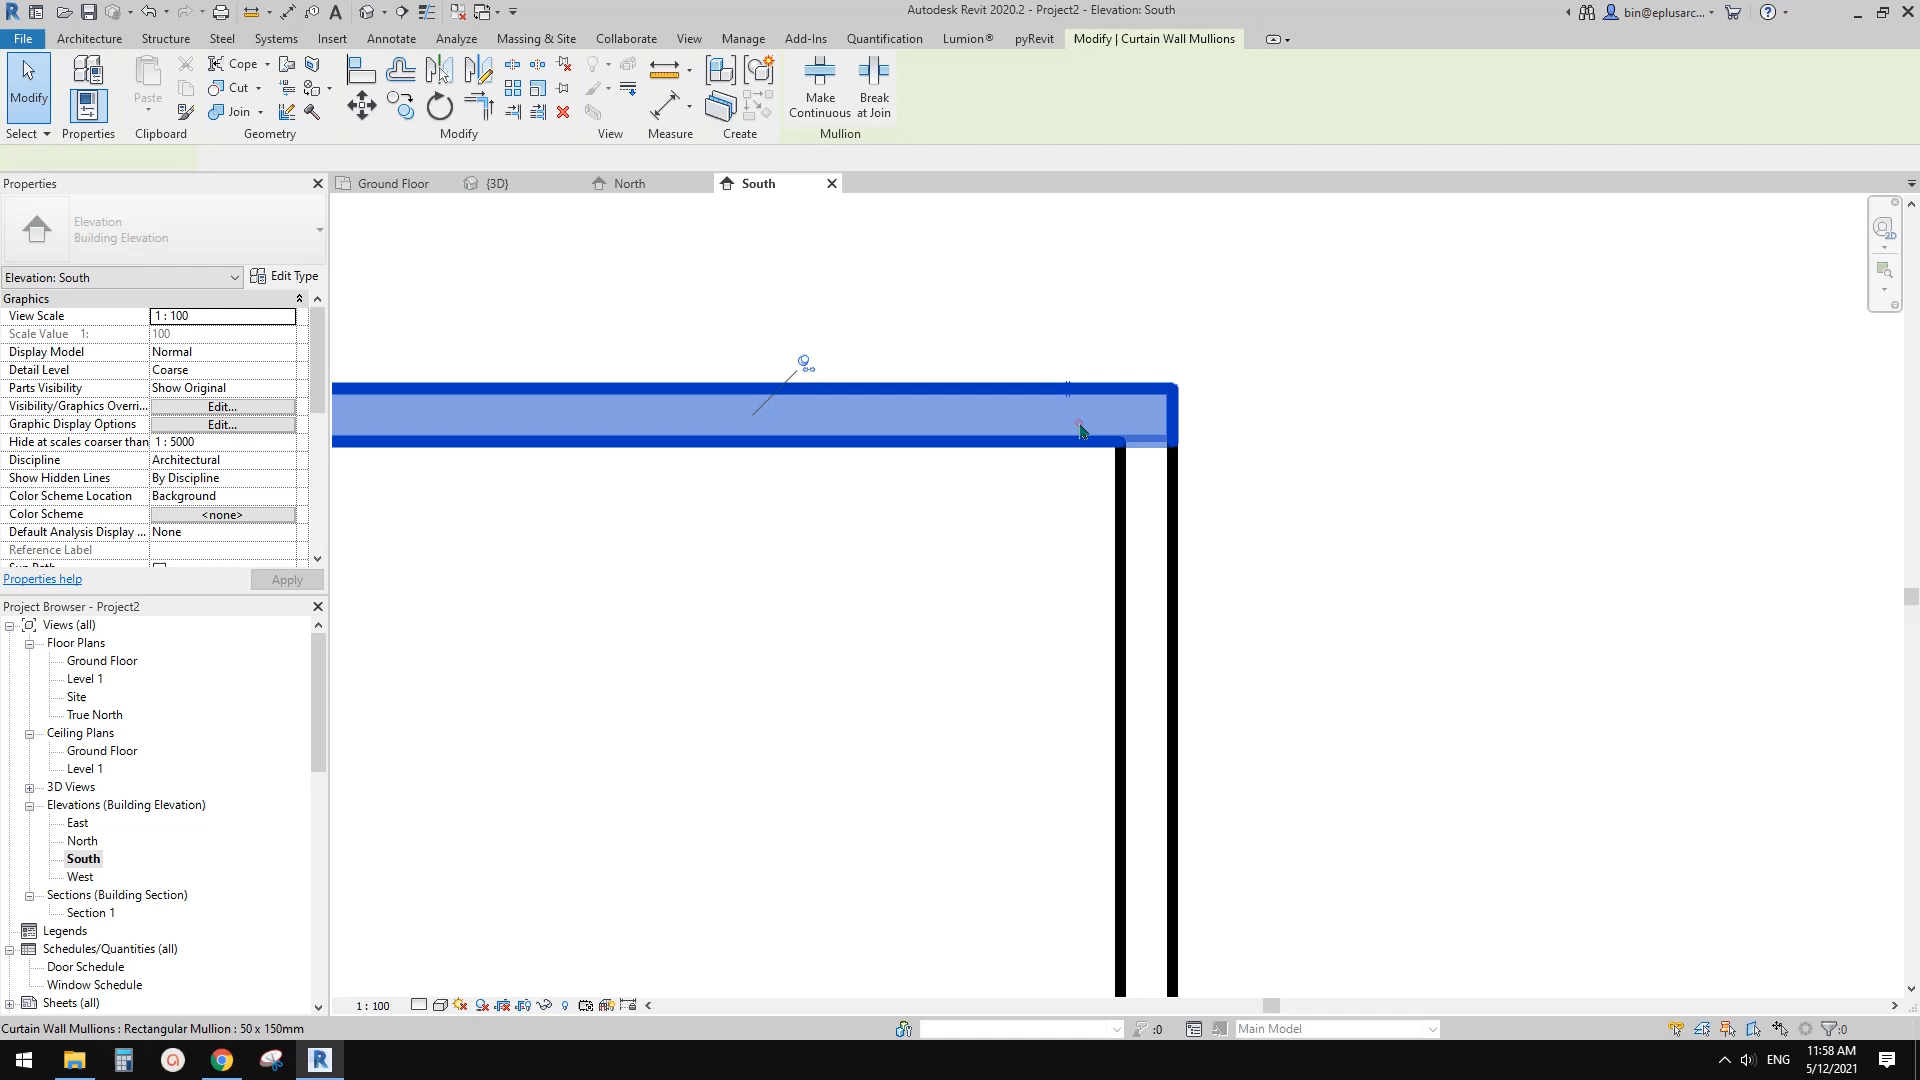 Autodesk Revit 2020.2 - Project2 - Elevation: South
bin@eplusarc...
File Architecture Structure Steel Systems Insert Annotate Analyze Massing & Site Collaborate View Manage Add-Ins Quantification Lumion® pyRevit Modify | Curtain Wall Mullions
Modify
Paste
Cope
Cut
Join
Make Continuous
Break at Join
Select Properties Clipboard Geometry Modify View Measure Create Mullion
Properties
Ground Floor {3D} North South
Elevation
Building Elevation
Elevation: South Edit Type
Graphics
View Scale 1 : 100
Scale Value 1: 100
Display Model Normal
Detail Level Coarse
Parts Visibility Show Original
Visibility/Graphics Overri... Edit...
Graphic Display Options Edit...
Hide at scales coarser than 1 : 5000
Discipline Architectural
Show Hidden Lines By Discipline
Color Scheme Location Background
Color Scheme <none>
Default Analysis Display ... None
Reference Label
Properties help Apply
Project Browser - Project2
Views (all)
Floor Plans
Ground Floor
Level 1
Site
True North
Ceiling Plans
Ground Floor
Level 1
3D Views
Elevations (Building Elevation)
East
North
South
West
Sections (Building Section)
Section 1
Legends
Schedules/Quantities (all)
Door Schedule
Window Schedule
Sheets (all)
1 : 100
Curtain Wall Mullions : Rectangular Mullion : 50 x 150mm
:0
Main Model
:0
ENG
11:58 AM
5/12/2021